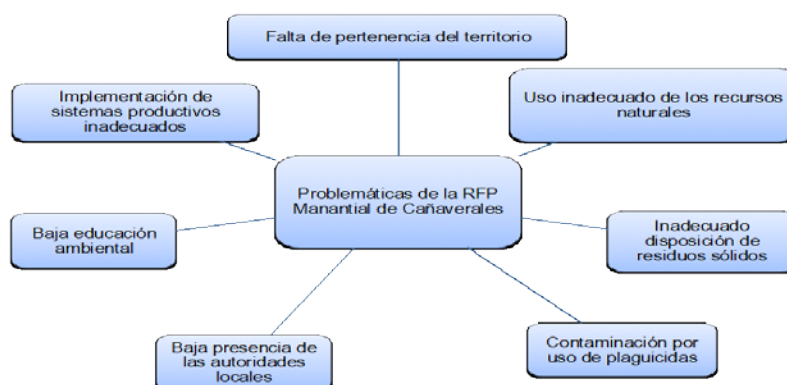 Falta de pertenencia del territorio
Implementación de
sistemas productivos
inadecuados
Uso inadecuado de los recursos
naturales
Problemáticas de la RFP
Manantial de Cañaverales
Baja educación
ambiental
Inadecuado
disposición de
residuos sólidos
Baja presencia de
las autoridades
locales
Contaminación por
uso de plaguicidas